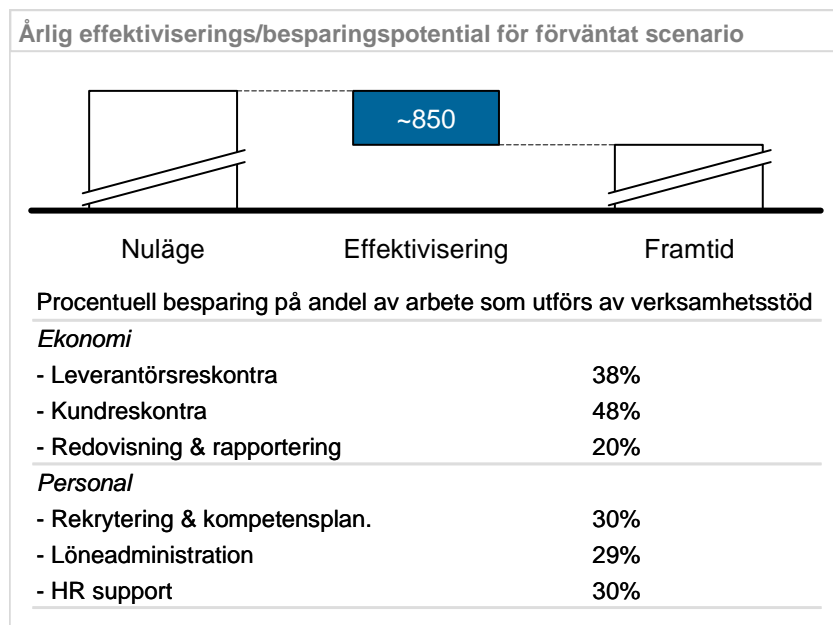 Årlig effektiviserings/besparingspotential för förväntat scenario
~850
Nuläge Effektivisering Framtid
Procentuell besparing på andel av arbete som utförs av verksamhetsstöd
Ekonomi
- Leverantörsreskontra 38%
- Kundreskontra 48%
- Redovisning & rapportering 20%
Personal
- Rekrytering & kompetensplan. 30%
- Löneadministration 29%
- HR support 30%